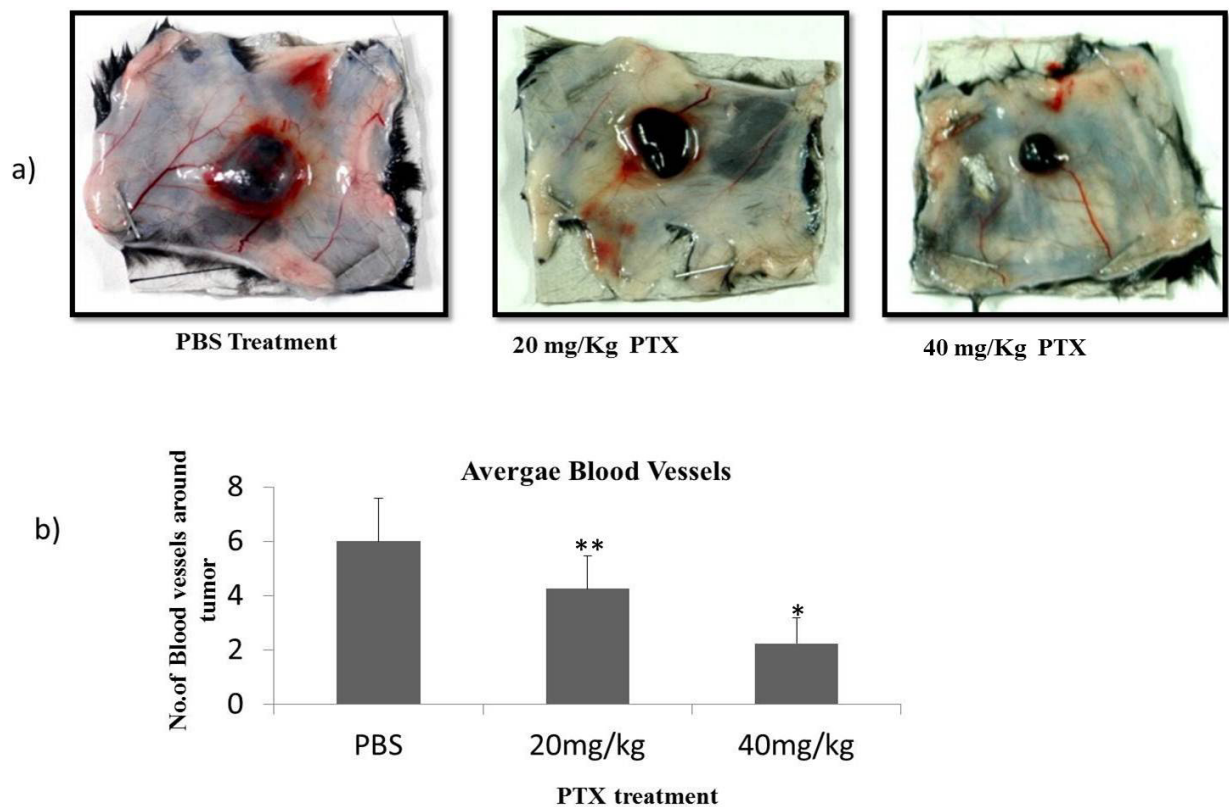 a)
PBS Treatment
20 mg/Kg PTX
40 mg/Kg PTX
b)
Avergae Blood Vessels
No.of Blood vessels around
tumor
8
6
4
2
0
**
*
PBS
20mg/kg
40mg/kg
PTX treatment